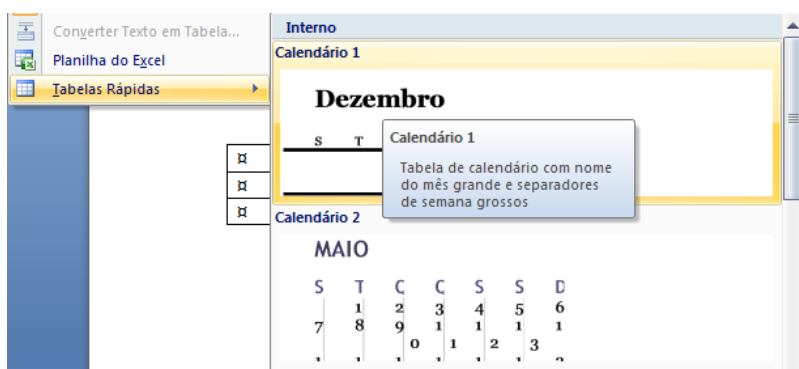 Converter Texto em Tabela...
Planilha do Excel
Tabelas Rápidas
¤
¤
¤
Interno
Calendário 1
Dezembro
S T
Calendário 1
Tabela de calendário com nome
do mês grande e separadores
de semana grossos
Calendário 2
MAIO
S T Q Q S S D
1 2 3 4 5 6
7 8 9 1 1 1 1
0 1 2 3